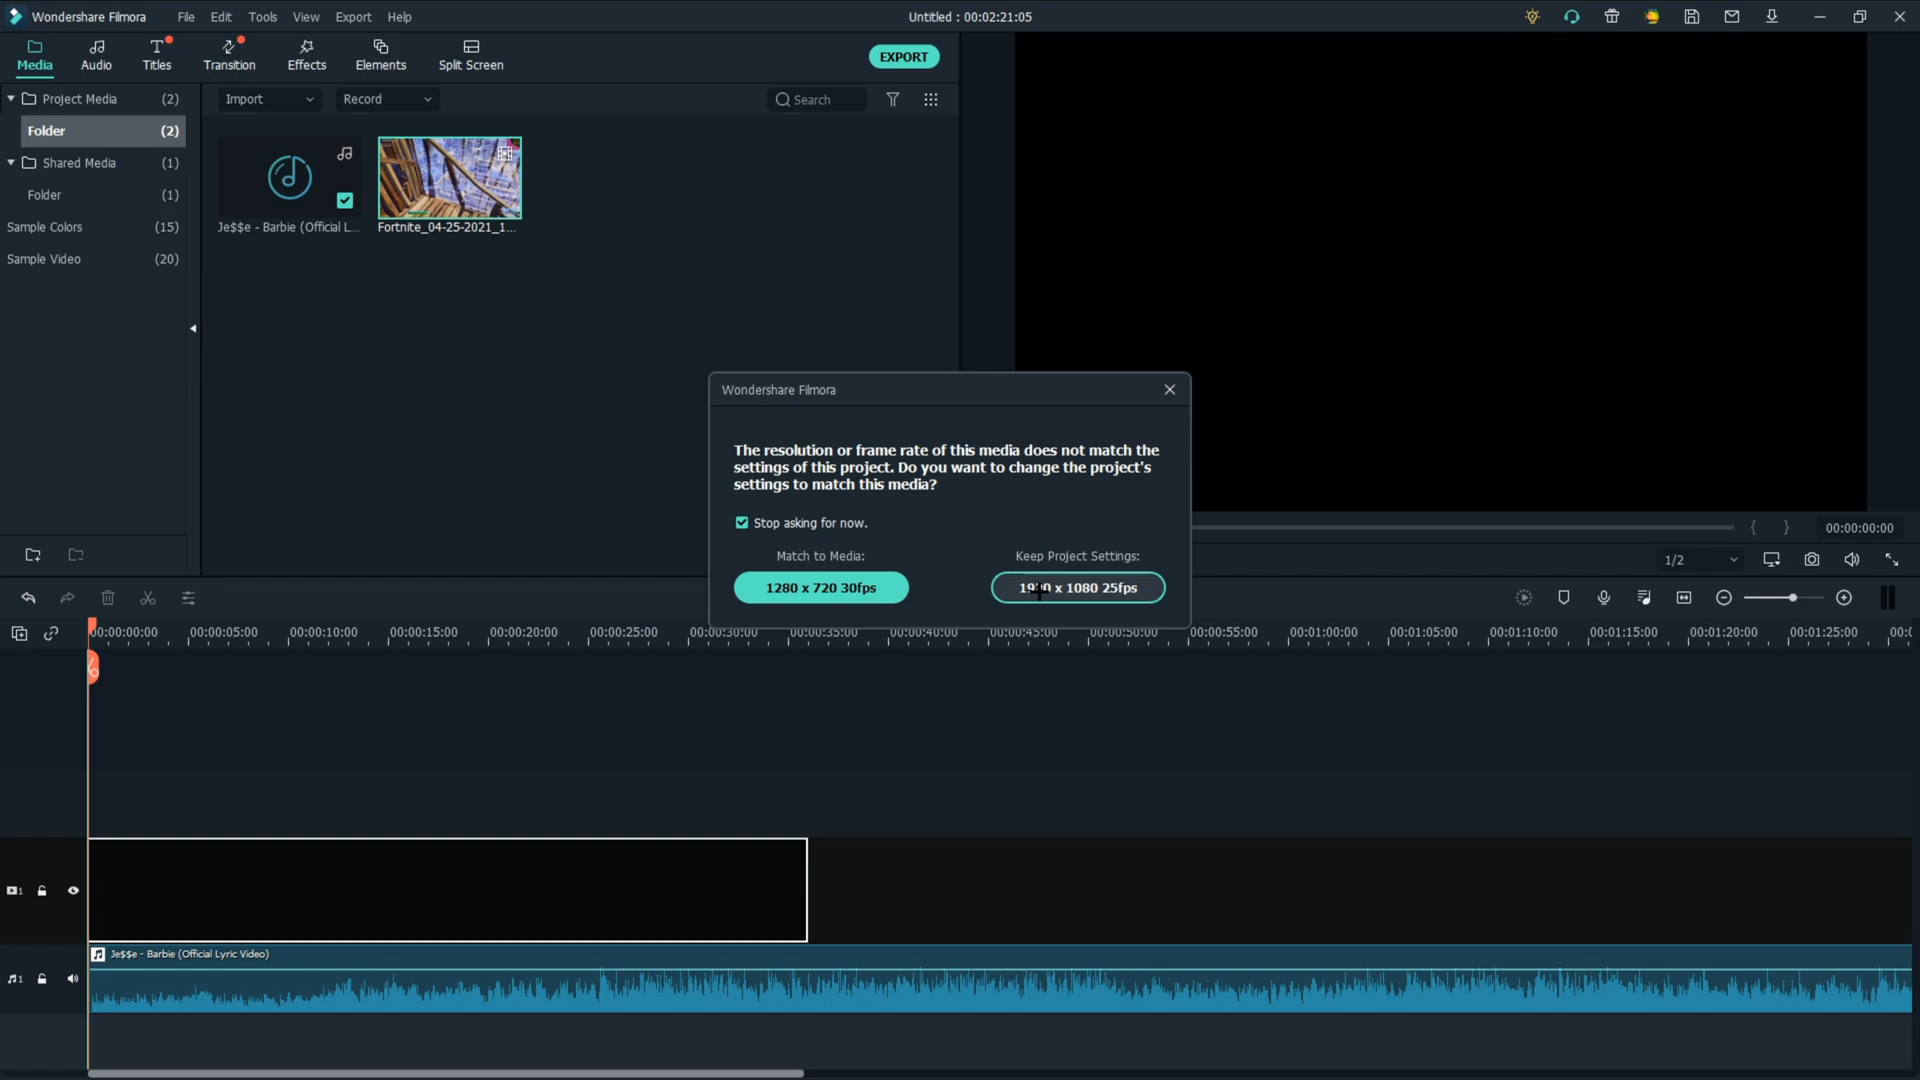 Wondershare Filmora File Edit Tools View Export Help Untitled : 00:02:21:05
Media Audio Titles Transition Effects Elements Split Screen EXPORT
Project Media (2)
Folder (2)
Shared Media (1)
Folder (1)
Sample Colors (15)
Sample Video (20)
Import Record Search
Je$$e - Barbie (Official L... Fortnite_04-25-2021_1...
Wondershare Filmora
The resolution or frame rate of this media does not match the
settings of this project. Do you want to change the project's
settings to match this media?
Stop asking for now.
Match to Media: Keep Project Settings:
1280 x 720 30fps 1920 x 1080 25fps
00:00:00:00
1/2
00:00:00:00 00:00:05:00 00:00:10:00 00:00:15:00 00:00:20:00 00:00:25:00 00:00:30:00 00:00:35:00 00:00:40:00 00:00:45:00 00:00:50:00 00:00:55:00 00:01:00:00 00:01:05:00 00:01:10:00 00:01:15:00 00:01:20:00 00:01:25:00
1
Je$$e - Barbie (Official Lyric Video)
1